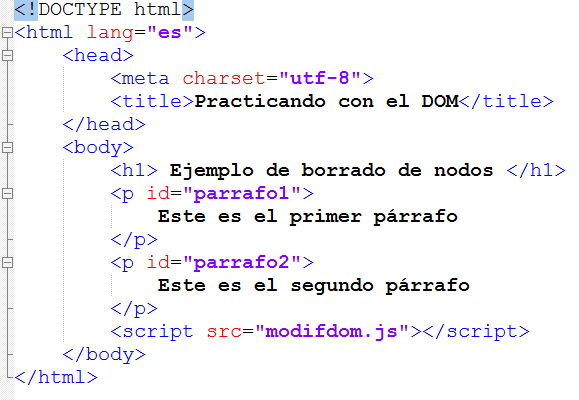 <!DOCTYPE html>
<html lang="es">
    <head>
        <meta charset="utf-8">
        <title>Practicando con el DOM</title>
    </head>
    <body>
        <h1> Ejemplo de borrado de nodos </h1>
        <p id="parrafo1">
            Este es el primer párrafo
        </p>
        <p id="parrafo2">
            Este es el segundo párrafo
        </p>
        <script src="modifdom.js"></script>
    </body>
</html>